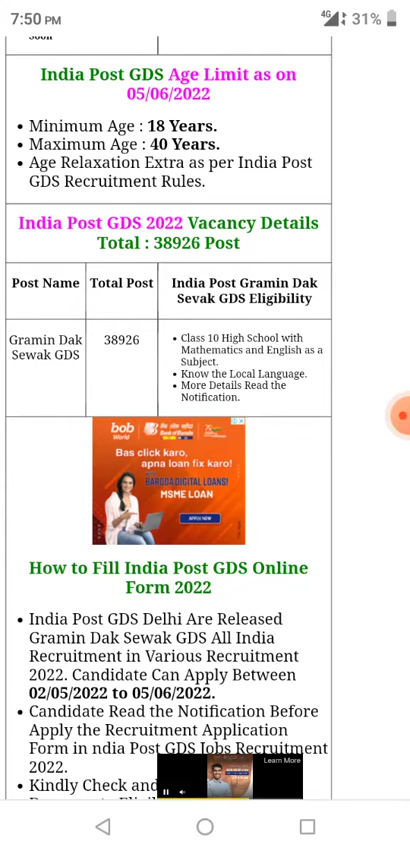 7:50 PM 4G 31%
soon
India Post GDS Age Limit as on
05/06/2022
Minimum Age : 18 Years.
Maximum Age : 40 Years.
Age Relaxation Extra as per India Post
GDS Recruitment Rules.
India Post GDS 2022 Vacancy Details
Total : 38926 Post
Post Name
Total Post
India Post Gramin Dak
Sevak GDS Eligibility
Gramin Dak
Sewak GDS
38926
Class 10 High School with
Mathematics and English as a
Subject.
Know the Local Language.
More Details Read the
Notification.
bob
World
Bank of Baroda
Bas click karo,
apna loan fix karo!
BARODA DIGITAL LOANS!
MSME LOAN
APPLY NOW
How to Fill India Post GDS Online
Form 2022
India Post GDS Delhi Are Released
Gramin Dak Sewak GDS All India
Recruitment in Various Recruitment
2022. Candidate Can Apply Between
02/05/2022 to 05/06/2022.
Candidate Read the Notification Before
Apply the Recruitment Application
Form in ndia Post GDS Jobs Recruitment
2022.
Learn More
Kindly Check and